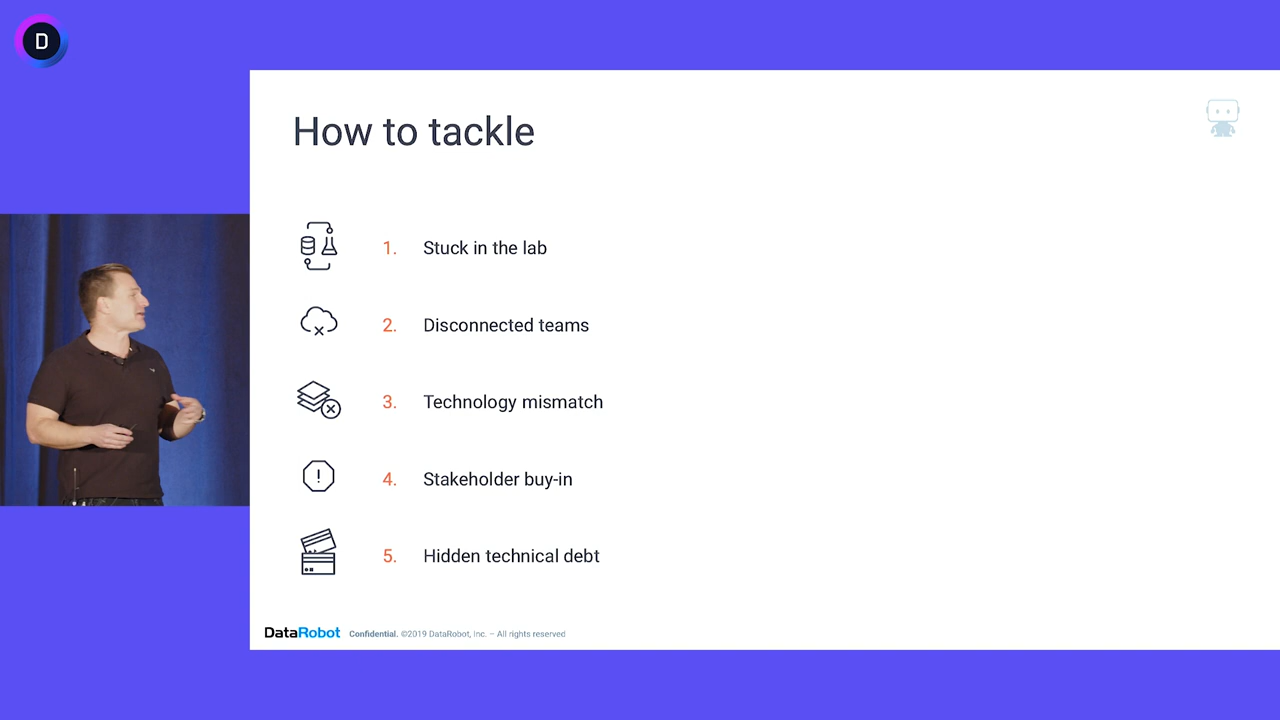 D
How to tackle
1. Stuck in the lab
2. Disconnected teams
3. Technology mismatch
4. Stakeholder buy-in
5. Hidden technical debt
DataRobot Confidential. ©2019 DataRobot, Inc. – All rights reserved